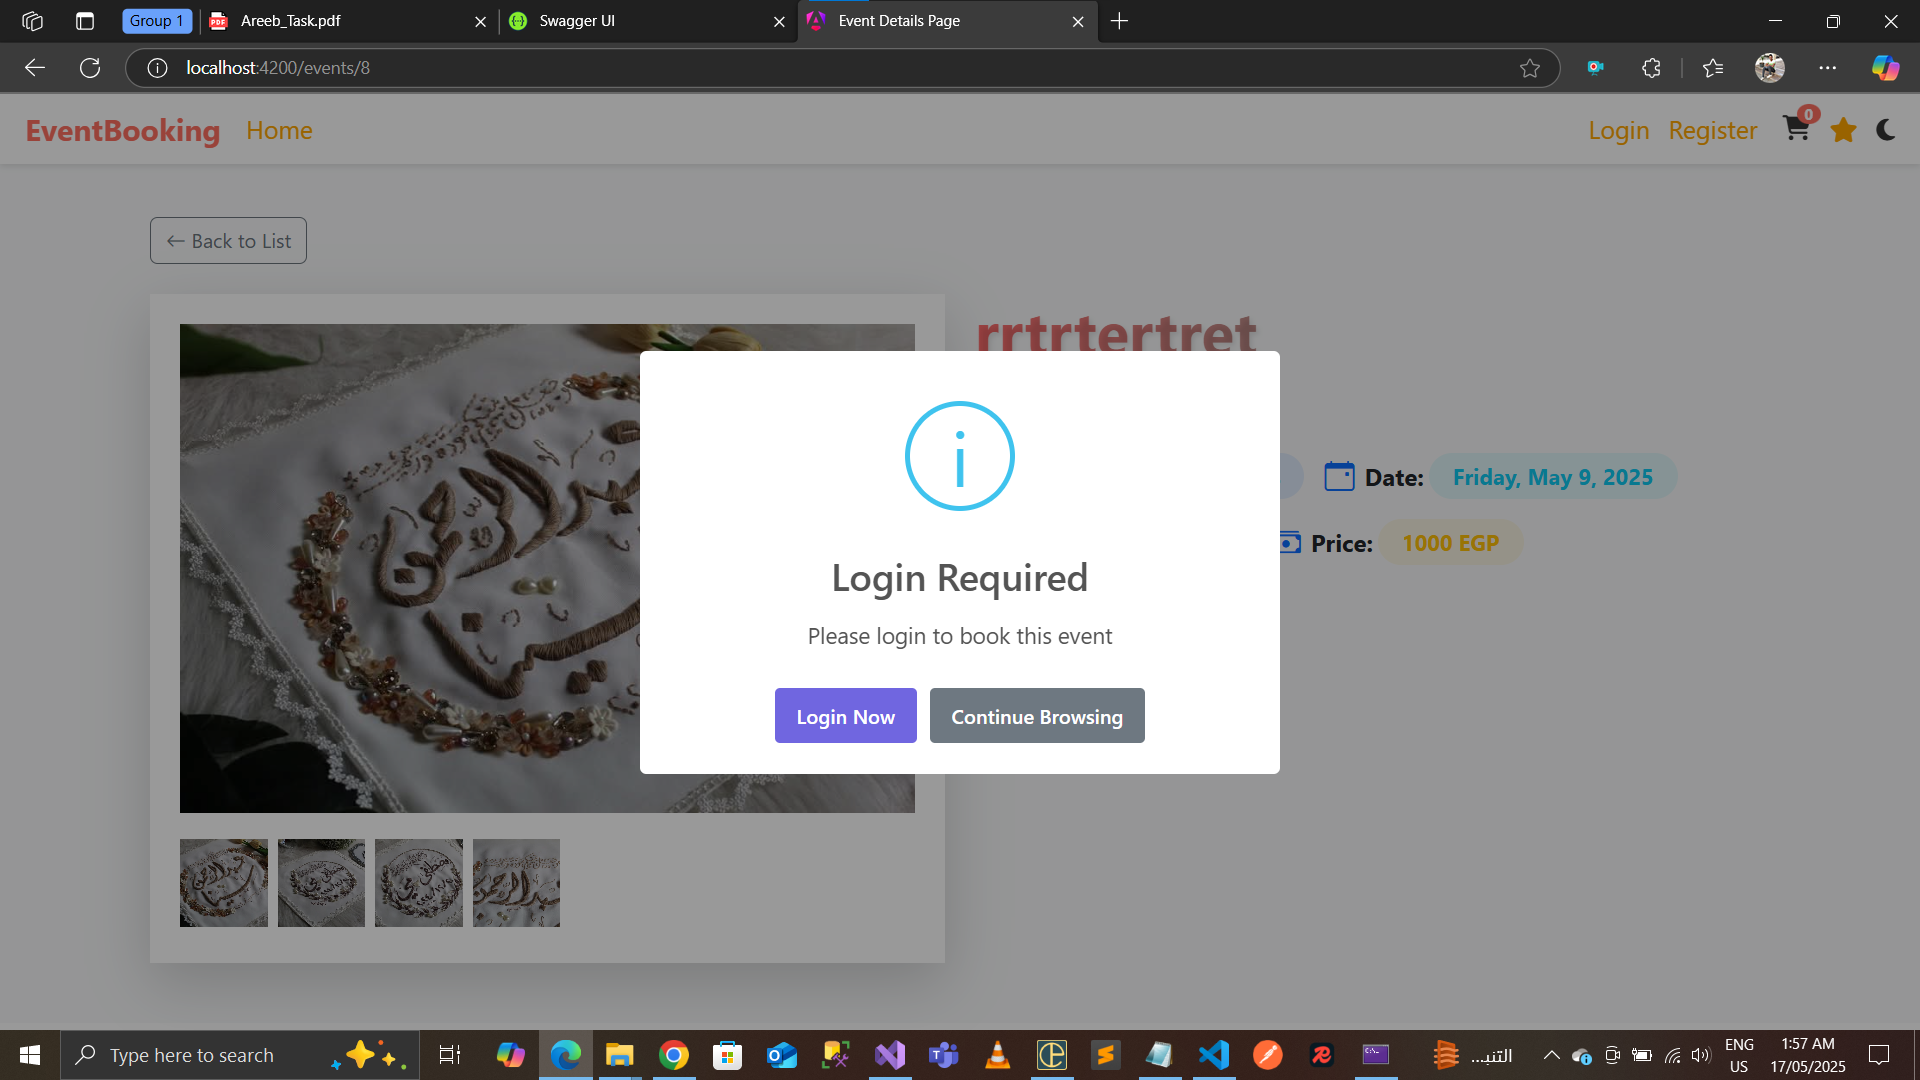 Group 1
Areeb_Task.pdf
Swagger UI
Event Details Page
localhost:4200/events/8
EventBooking
Home
Login
Register
0
← Back to List
rrtrtertret
Date: Friday, May 9, 2025
Price: 1000 EGP
Login Required
Please login to book this event
Login Now
Continue Browsing
Type here to search
التنبـ...
ENG
US
1:57 AM
17/05/2025